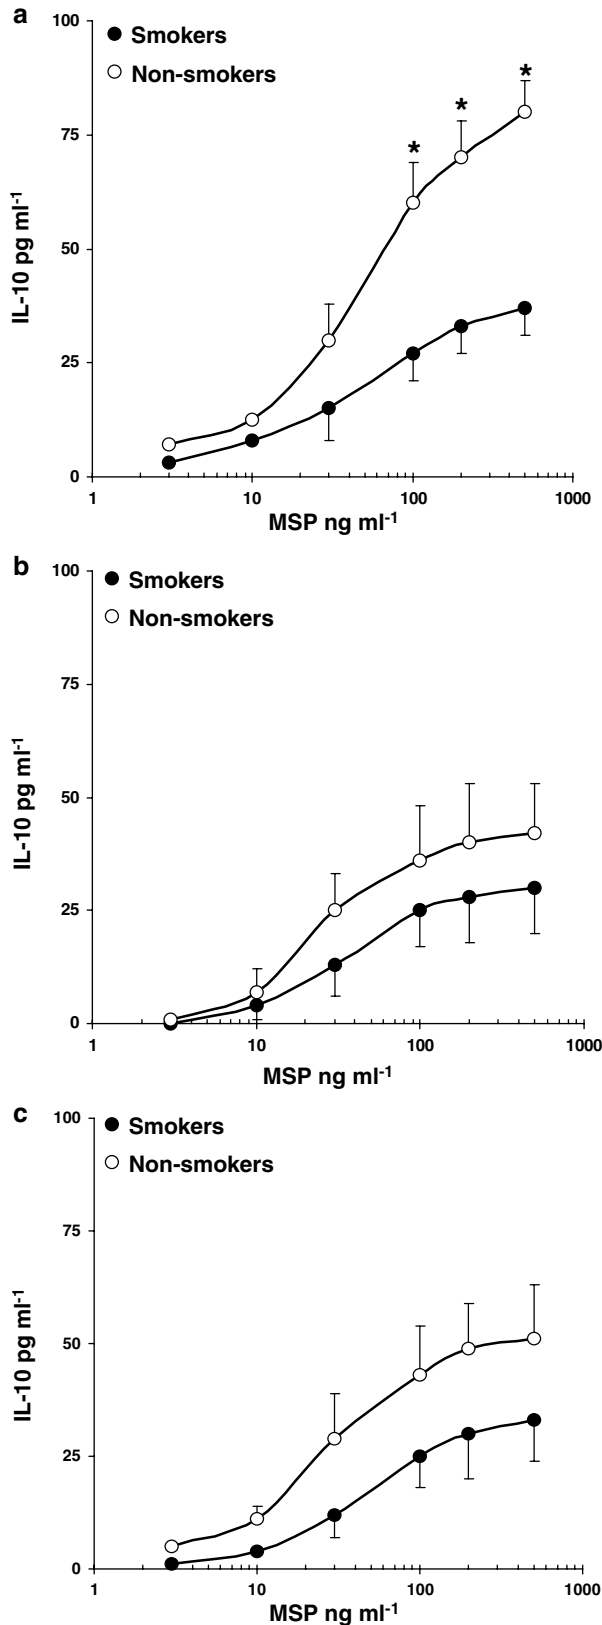 a
Smokers
Non-smokers
100
75
50
25
0
IL-10 pg ml-1
* * *
1 10 100 1000
MSP ng ml-1
b
Smokers
Non-smokers
100
75
50
25
0
IL-10 pg ml-1
1 10 100 1000
MSP ng ml-1
c
Smokers
Non-smokers
100
75
50
25
0
IL-10 pg ml-1
1 10 100 1000
MSP ng ml-1